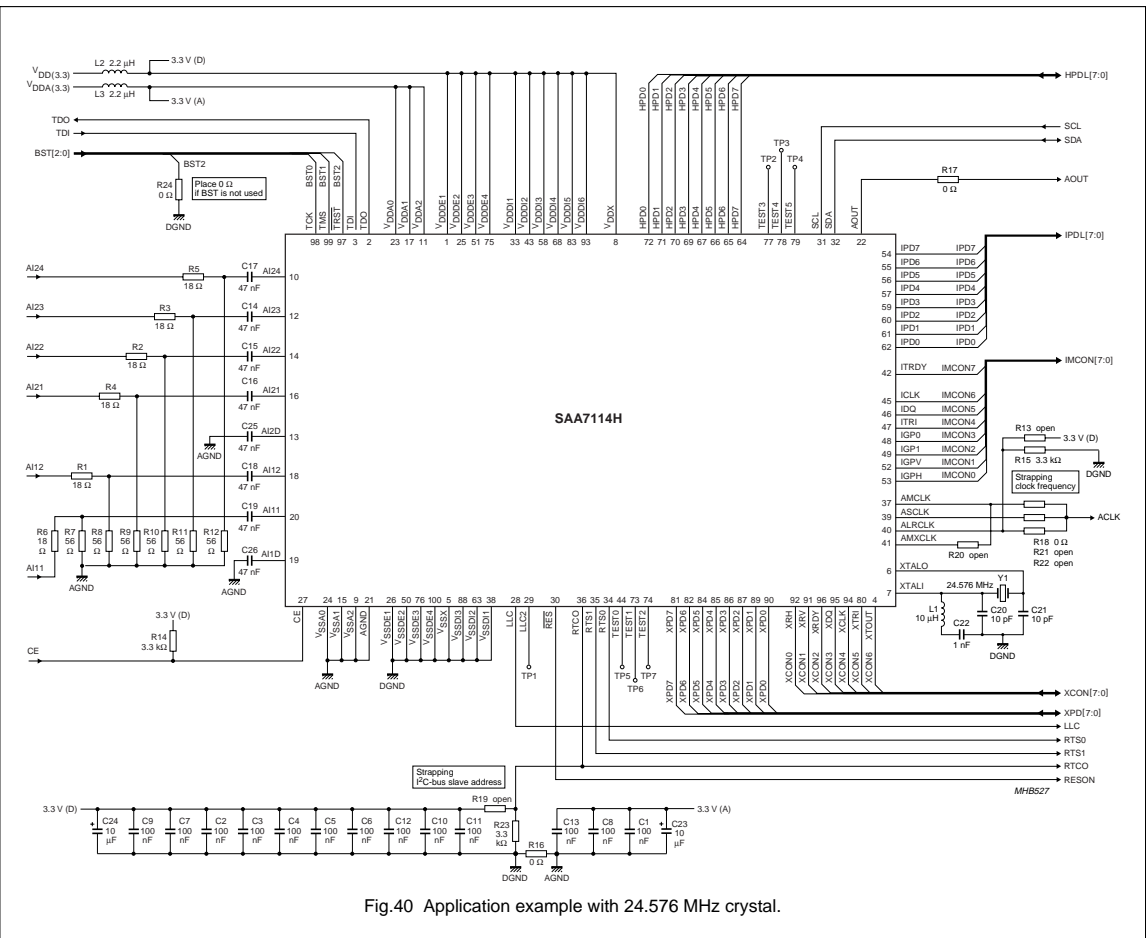 L2 2.2 µH
3.3 V (D)
VDD(3.3)
VDDA(3.3)
L3 2.2 µH
3.3 V (A)
TDO
TDI
BST[2:0]
BST2
R24
0 Ω
Place 0 Ω
if BST is not used
DGND
BST0
BST1
BST2
TCK
TMS
TRST
TDI
TDO
VDDA0
VDDA1
VDDA2
VDDDE1
VDDDE2
VDDDE3
VDDDE4
VDDDI1
VDDDI2
VDDDI3
VDDDI4
VDDDI5
VDDDI6
VDDX
98 99 97 3 2 23 17 11 1 25 51 75 33 43 58 68 83 93 8
HPD0 HPD1 HPD2 HPD3 HPD4 HPD5 HPD6 HPD7
HPDL[7:0]
HPD0 HPD1 HPD2 HPD3 HPD4 HPD5 HPD6 HPD7
72 71 70 69 67 66 65 64
TP2 TP3 TP4
TEST3 TEST4 TEST5
77 78 79
SCL
SDA
SCL SDA AOUT
31 32 22
R17
0 Ω
AOUT
AI24 R5 18 Ω C17 47 nF AI24 10
AI23 R3 18 Ω C14 47 nF AI23 12
AI22 R2 18 Ω C15 47 nF AI22 14
AI21 R4 18 Ω C16 47 nF AI21 16
C25 47 nF AI2D 13
AGND
AI12 R1 18 Ω C18 47 nF AI12 18
C19 47 nF AI11 20
R6 18 Ω
R7 56 Ω
R8 56 Ω
R9 56 Ω
R10 56 Ω
R11 56 Ω
R12 56 Ω
AI11
AGND
C26 47 nF AI1D 19
AGND
SAA7114H
54 IPD7 IPD7
55 IPD6 IPD6
56 IPD5 IPD5
57 IPD4 IPD4
59 IPD3 IPD3
60 IPD2 IPD2
61 IPD1 IPD1
62 IPD0 IPD0
IPDL[7:0]
42 ITRDY IMCON7
45 ICLK IMCON6
46 IDQ IMCON5
47 ITRI IMCON4
48 IGP0 IMCON3
49 IGP1 IMCON2
52 IGPV IMCON1
53 IGPH IMCON0
IMCON[7:0]
R13 open
3.3 V (D)
R15 3.3 kΩ
DGND
Strapping
clock frequency
37 AMCLK
39 ASCLK
40 ALRCLK
41 AMXCLK
ACLK
R18 0 Ω
R21 open
R22 open
R20 open
6 XTALO
7 XTALI
24.576 MHz
Y1
L1
10 µH
C20
10 pF
C21
10 pF
C22
1 nF
DGND
3.3 V (D)
R14
3.3 kΩ
CE
27 24 15 18 21 26 50 76 100 5 88 63 38 28 29 30 36 35 34 44 73 74 81 82 84 85 86 87 89 90 92 91 96 95 94 80 4
CE
VSSA0
VSSA1
VSSA2
AGND
VSSDE1
VSSDE2
VSSDE3
VSSDE4
VSSX
VSSDI3
VSSDI2
VSSDI1
LLC
LLC2
RES
RTCO
RTS1
RTS0
TEST0
TEST1
TEST2
XPD7 XPD6 XPD5 XPD4 XPD3 XPD2 XPD1 XPD0
XRH
XRV
XRDY
XDQ
XCLK
XTRI
XTOUT
AGND
DGND
TP1
TP5
TP6
TP7
XPD7 XPD6 XPD5 XPD4 XPD3 XPD2 XPD1 XPD0
XCON0 XCON1 XCON2 XCON3 XCON4 XCON5 XCON6
XCON[7:0]
XPD[7:0]
LLC
RTS0
RTS1
RTCO
RESON
MHB527
Strapping
I²C-bus slave address
R19 open
3.3 V (D)
C24 10 µF
C9 100 nF
C7 100 nF
C2 100 nF
C3 100 nF
C4 100 nF
C5 100 nF
C6 100 nF
C12 100 nF
C10 100 nF
C11 100 nF
R23 3.3 kΩ
R16
0 Ω
DGND
AGND
C13 100 nF
C8 100 nF
C1 100 nF
C23 10 µF
3.3 V (A)
Fig.40 Application example with 24.576 MHz crystal.